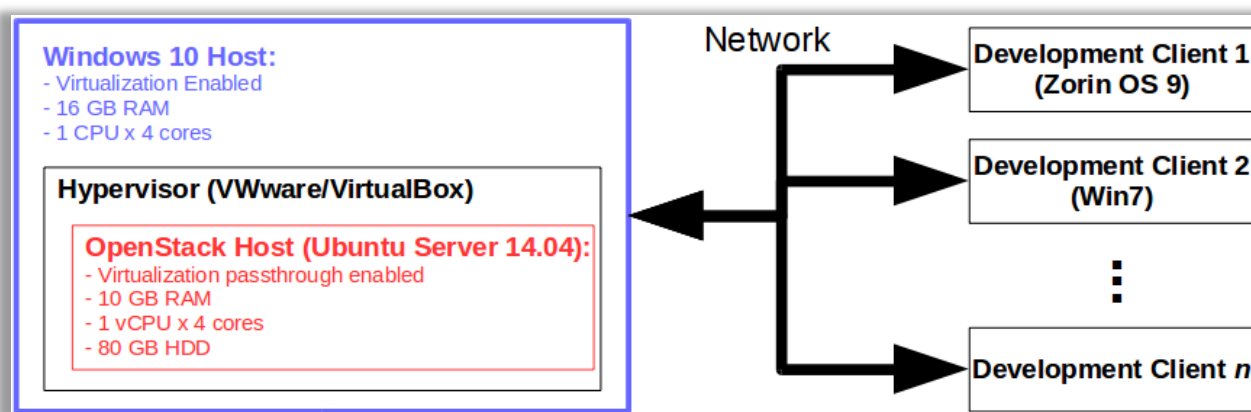 Windows 10 Host:
- Virtualization Enabled
- 16 GB RAM
- 1 CPU x 4 cores
Hypervisor (VWware/VirtualBox)
OpenStack Host (Ubuntu Server 14.04):
- Virtualization passthrough enabled
- 10 GB RAM
- 1 vCPU x 4 cores
- 80 GB HDD
Network
Development Client 1
(Zorin OS 9)
Development Client 2
(Win7)
⋮
Development Client n